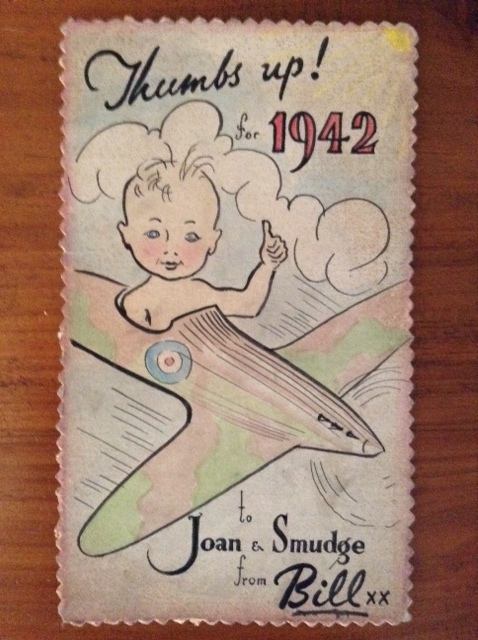 Thumbs up!
for 1942
to
Joan & Smudge
from Bill xx